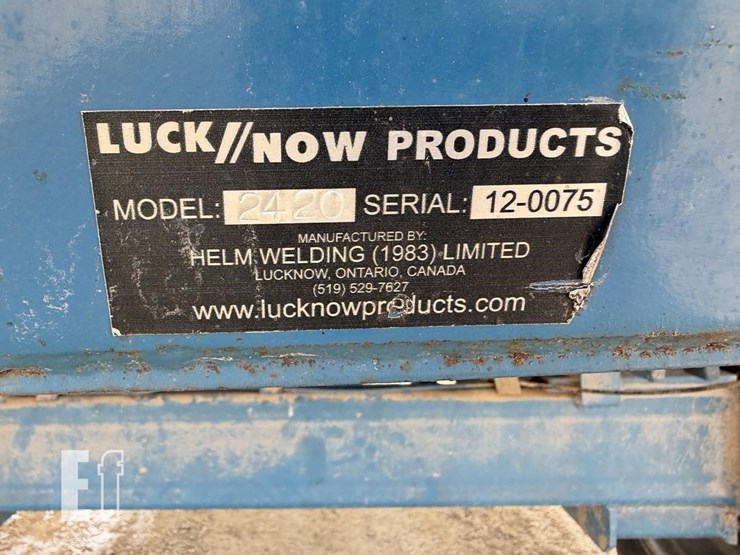 LUCK//NOW PRODUCTS
MODEL: 2420 SERIAL: 12-0075
MANUFACTURED BY:
HELM WELDING (1983) LIMITED
LUCKNOW, ONTARIO, CANADA
(519) 529-7627
www.lucknowproducts.com
Ef